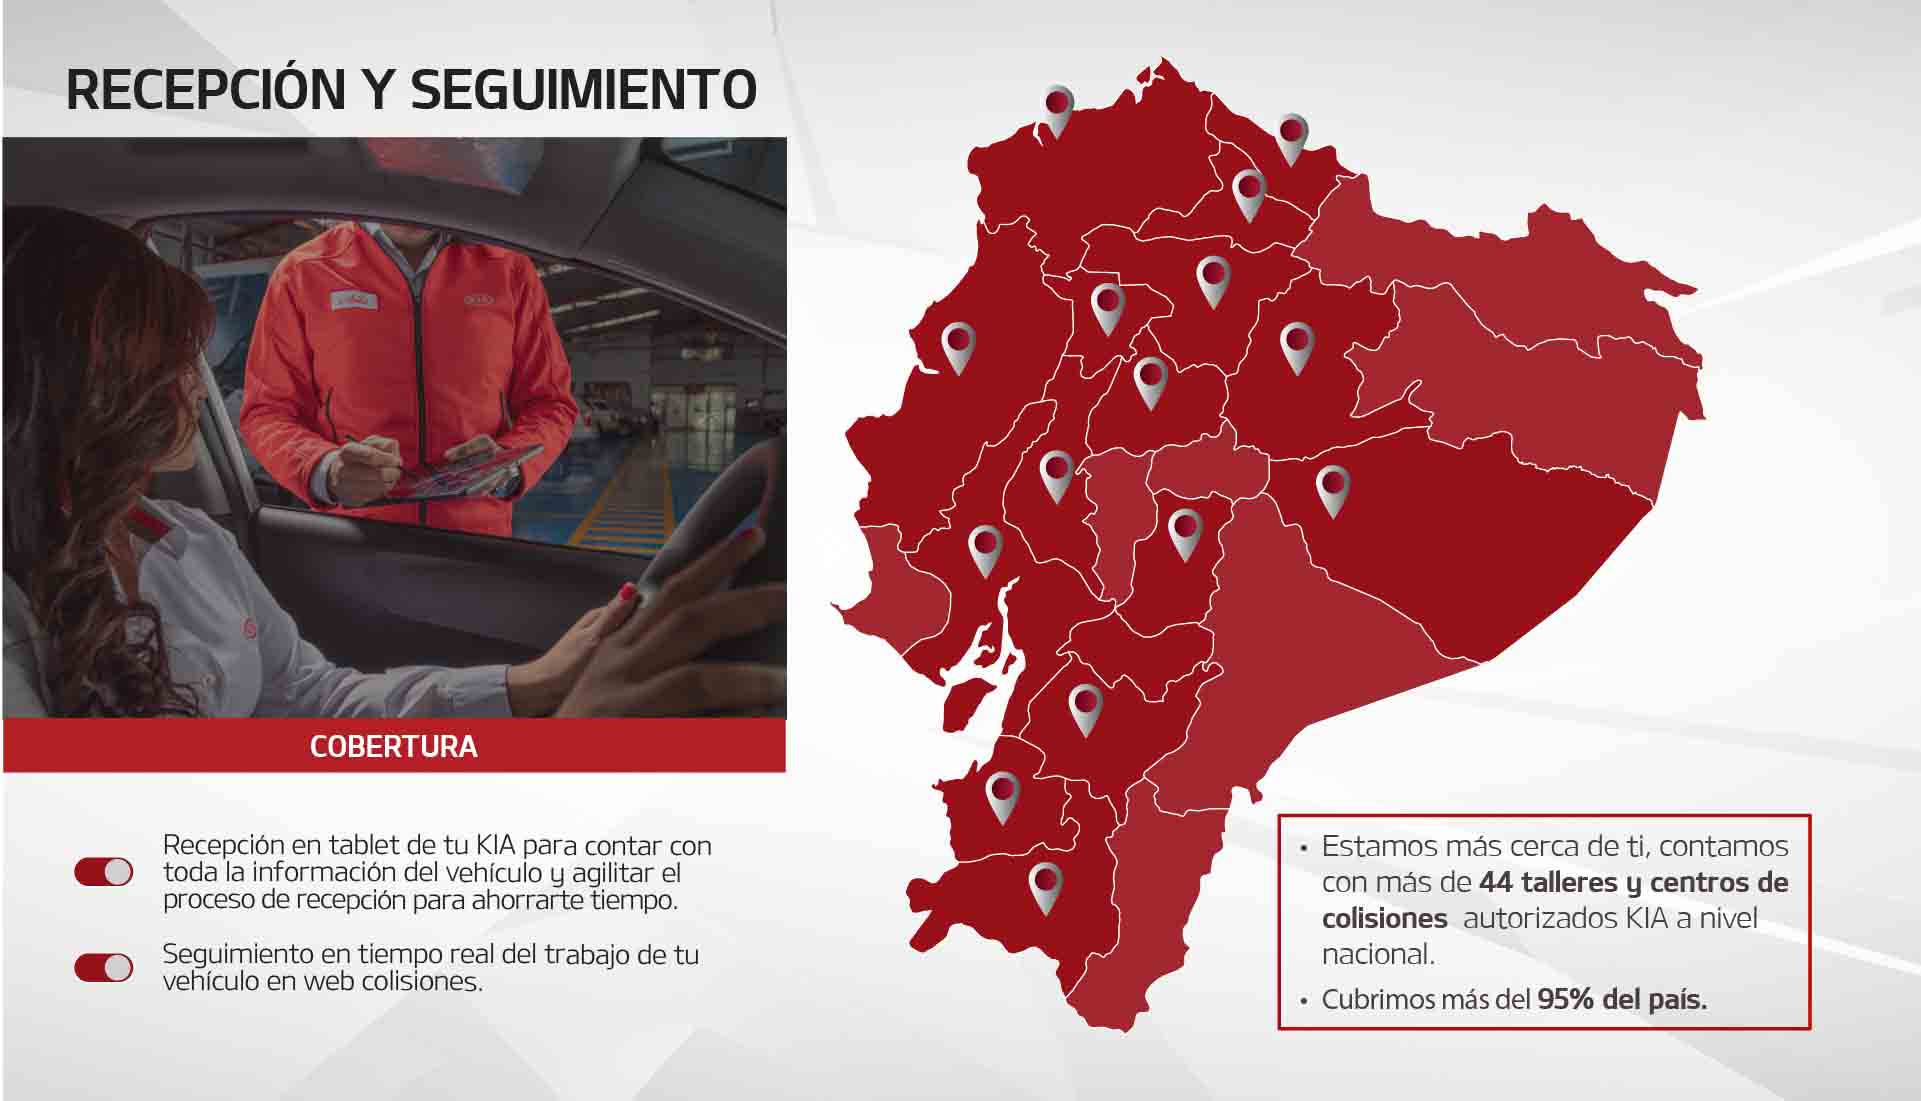 RECEPCIÓN Y SEGUIMIENTO
KIA
COBERTURA
Recepción en tablet de tu KIA para contar con
toda la información del vehículo y agilitar el
proceso de recepción para ahorrarte tiempo.
Seguimiento en tiempo real del trabajo de tu
vehículo en web colisiones.
• Estamos más cerca de ti, contamos
con más de 44 talleres y centros de
colisiones autorizados KIA a nivel
nacional.
• Cubrimos más del 95% del país.